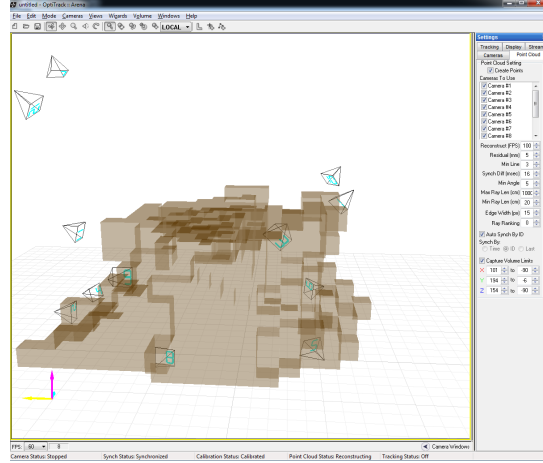 untitled - OptiTrack - Arena
File Edit Mode Cameras Views Wizards Volume Windows Help
LOCAL
Settings
Tracking Display Stream
Cameras Point Cloud
Point Cloud Setting
Create Points
Cameras To Use
Camera #1
Camera #2
Camera #3
Camera #4
Camera #5
Camera #6
Camera #7
Camera #8
Reconstruct (FPS) 100
Residual (mm) 5
Min Line 3
Synch Diff (msec) 16
Min Angle 5
Max Ray Len (cm) 1000
Min Ray Len (cm) 20
Edge Width (px) 15
Ray Ranking 0
Auto Synch By ID
Synch By:
Time ID Last
Capture Volume Limits
X 101 to -90
Y 194 to -6
Z 154 to -90
FPS: 60 0 Camera Windows
Camera Status: Stopped Synch Status: Synchronized Calibration Status: Calibrated Point Cloud Status: Reconstructing Tracking Status: Off